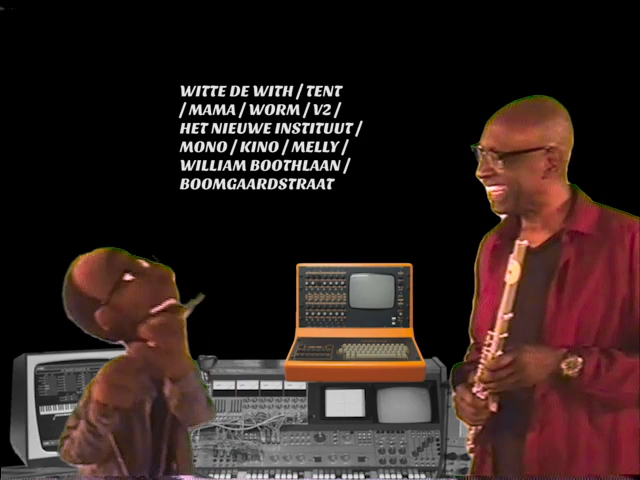 WITTE DE WITH / TENT
/ MAMA / WORM / V2 /
HET NIEUWE INSTITUUT /
MONO / KINO / MELLY /
WILLIAM BOOTHLAAN /
BOOMGAARDSTRAAT